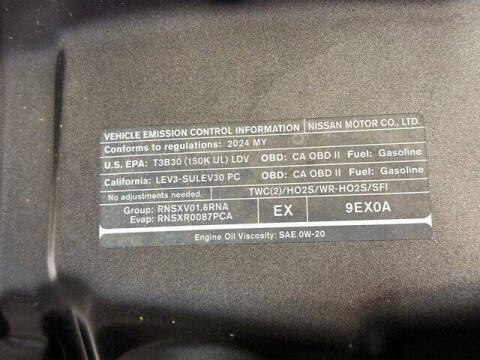 VEHICLE EMISSION CONTROL INFORMATION NISSAN MOTOR CO., LTD.
Conforms to regulations: 2024 MY
U.S. EPA: T3B30 (150K UL) LDV OBD: CA OBD II Fuel: Gasoline
California: LEV3-SULEV30 PC OBD: CA OBD II Fuel: Gasoline
No adjustments needed. TWC(2)/HO2S/WR-HO2S/SFI
Group: RNSXV01.6RNA
Evap: RNSXR0087PCA
EX 9EX0A
Engine Oil Viscosity: SAE 0W-20